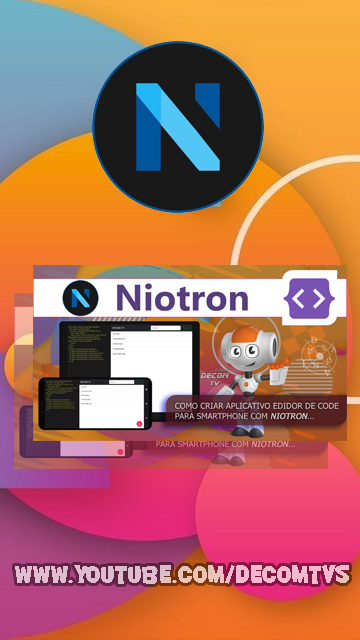 Niotron
DECOM
TV
COMO CRIAR APLICATIVO EDIDOR DE CODE
PARA SMARTPHONE COM NIOTRON...
PARA SMARTPHONE COM NIOTRON...
WWW.YOUTUBE.COM/DECOMTVS